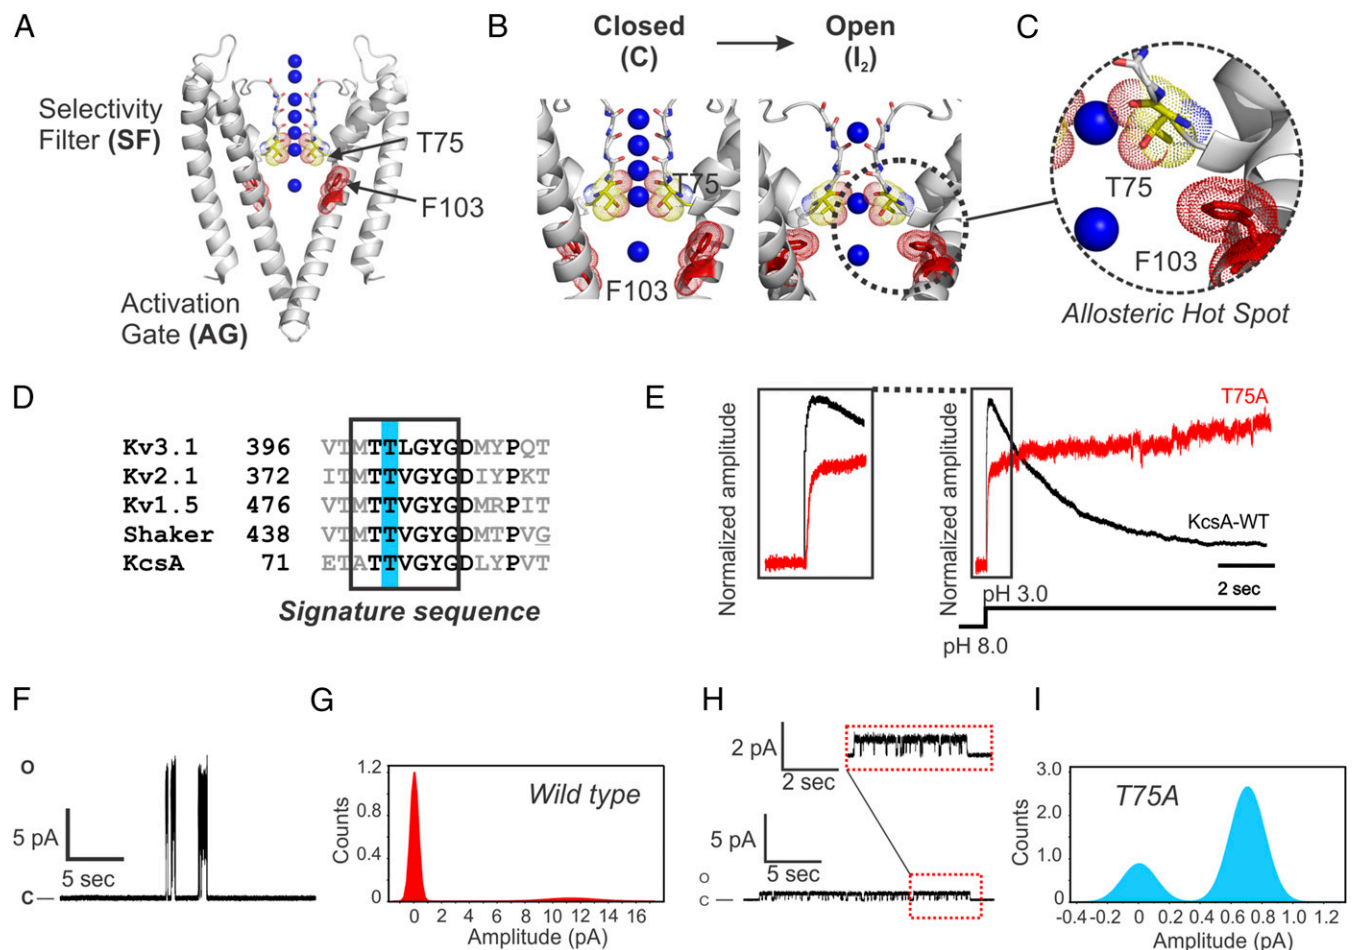 A
Selectivity
Filter (SF)
T75
F103
Activation
Gate (AG)
B
Closed
(C)
Open
(I2)
T75
F103
C
T75
F103
Allosteric Hot Spot
D
Kv3.1 396 VTMTTLGYGDMYPQT
Kv2.1 372 ITMTTVGYGDIYPKT
Kv1.5 476 VTMTTVGYGDMRPIT
Shaker 438 VTMTTVGYGDMTPVG
KcsA 71 ETATTVGYGDLYPVT
Signature sequence
E
Normalized amplitude
Normalized amplitude
T75A
KcsA-WT
2 sec
pH 3.0
pH 8.0
F
O
5 pA
5 sec
C
G
Counts
1.2
0.8
0.4
0
Wild type
0 2 4 6 8 10 12 14 16
Amplitude (pA)
H
2 pA
2 sec
5 pA
5 sec
O
C
I
Counts
3.0
2.0
1.0
0
T75A
-0.4 -0.2 0 0.2 0.4 0.6 0.8 1.0 1.2
Amplitude (pA)